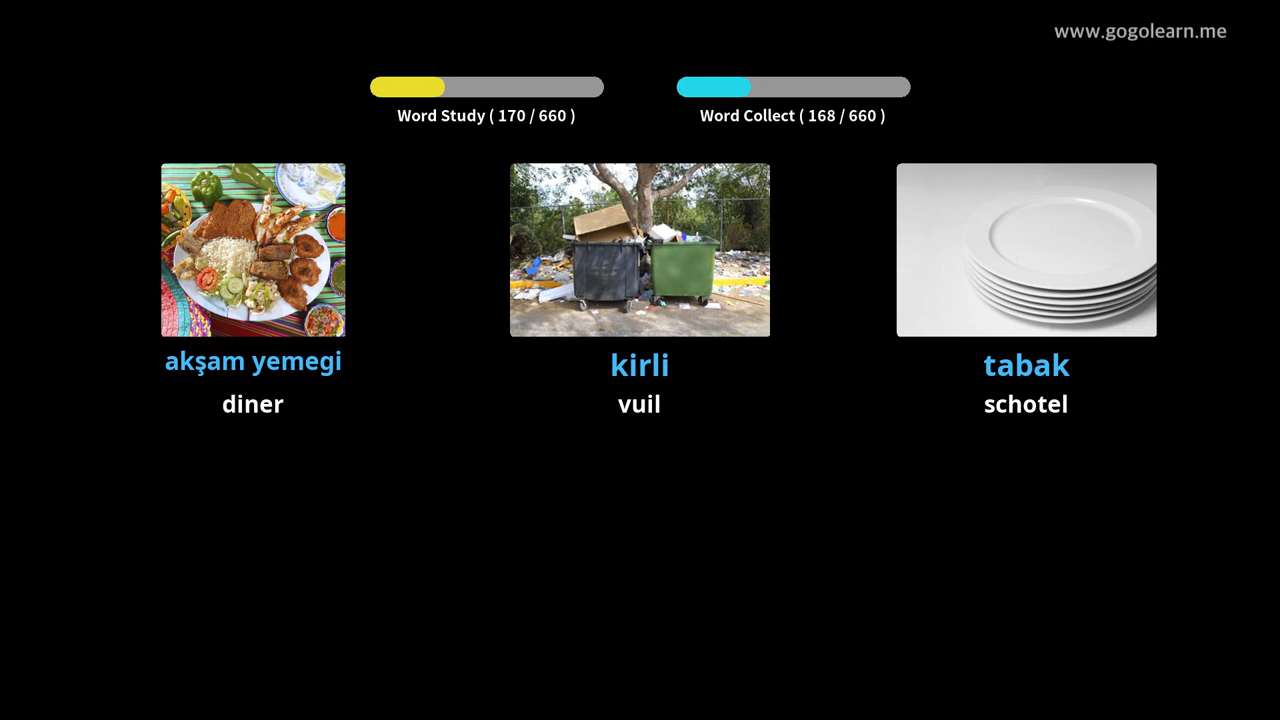 www.gogolearn.me
Word Study ( 170 / 660 )
Word Collect ( 168 / 660 )
akşam yemegi
kirli
tabak
diner
vuil
schotel